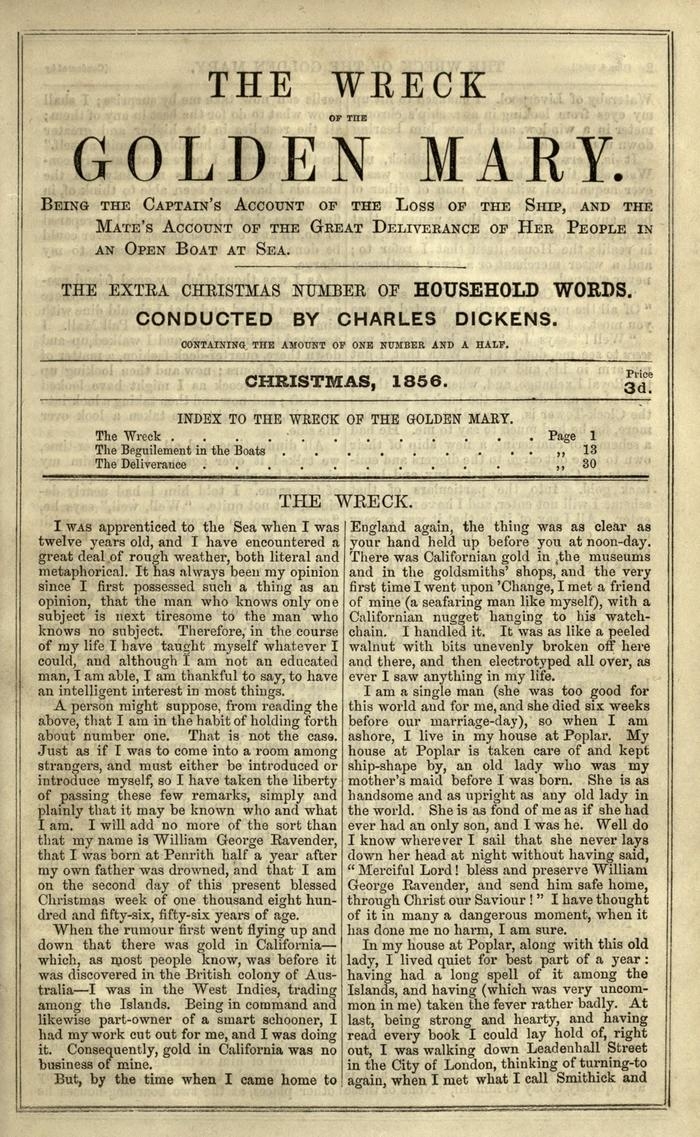 THE WRECK
OF THE
GOLDEN MARY.
BEING THE CAPTAIN'S ACCOUNT OF THE LOSS OF THE SHIP, AND THE
MATE'S ACCOUNT OF THE GREAT DELIVERANCE OF HER PEOPLE IN
AN OPEN BOAT AT SEA.
THE EXTRA CHRISTMAS NUMBER OF HOUSEHOLD WORDS.
CONDUCTED BY CHARLES DICKENS.
CONTAINING THE AMOUNT OF ONE NUMBER AND A HALF.
CHRISTMAS, 1856.
Price
3d.
INDEX TO THE WRECK OF THE GOLDEN MARY.
The Wreck . . . . . . . . . . . . . Page 1
The Beguilement in the Boats . . . . . . . . . ,, 13
The Deliverance . . . . . . . . . . . . ,, 30
THE WRECK.
I WAS apprenticed to the Sea when I was
twelve years old, and I have encountered a
great deal of rough weather, both literal and
metaphorical. It has always been my opinion
since I first possessed such a thing as an
opinion, that the man who knows only one
subject is next tiresome to the man who
knows no subject. Therefore, in the course
of my life I have taught myself whatever I
could, and although I am not an educated
man, I am able, I am thankful to say, to have
an intelligent interest in most things.
A person might suppose, from reading the
above, that I am in the habit of holding forth
about number one. That is not the case.
Just as if I was to come into a room among
strangers, and must either be introduced or
introduce myself, so I have taken the liberty
of passing these few remarks, simply and
plainly that it may be known who and what
I am. I will add no more of the sort than
that my name is William George Ravender,
that I was born at Penrith half a year after
my own father was drowned, and that I am
on the second day of this present blessed
Christmas week of one thousand eight hun-
dred and fifty-six, fifty-six years of age.
When the rumour first went flying up and
down that there was gold in California—
which, as most people know, was before it
was discovered in the British colony of Aus-
tralia—I was in the West Indies, trading
among the Islands. Being in command and
likewise part-owner of a smart schooner, I
had my work cut out for me, and I was doing
it. Consequently, gold in California was no
business of mine.
But, by the time when I came home to
England again, the thing was as clear as
your hand held up before you at noon-day.
There was Californian gold in the museums
and in the goldsmiths' shops, and the very
first time I went upon 'Change, I met a friend
of mine (a seafaring man like myself), with a
Californian nugget hanging to his watch-
chain. I handled it. It was as like a peeled
walnut with bits unevenly broken off here
and there, and then electrotyped all over, as
ever I saw anything in my life.
I am a single man (she was too good for
this world and for me, and she died six weeks
before our marriage-day), so when I am
ashore, I live in my house at Poplar. My
house at Poplar is taken care of and kept
ship-shape by, an old lady who was my
mother's maid before I was born. She is as
handsome and as upright as any old lady in
the world. She is as fond of me as if she had
ever had an only son, and I was he. Well do
I know wherever I sail that she never lays
down her head at night without having said,
“ Merciful Lord ! bless and preserve William
George Ravender, and send him safe home,
through Christ our Saviour ! ” I have thought
of it in many a dangerous moment, when it
has done me no harm, I am sure.
In my house at Poplar, along with this old
lady, I lived quiet for best part of a year :
having had a long spell of it among the
Islands, and having (which was very uncom-
mon in me) taken the fever rather badly. At
last, being strong and hearty, and having
read every book I could lay hold of, right
out, I was walking down Leadenhall Street
in the City of London, thinking of turning-to
again, when I met what I call Smithick and